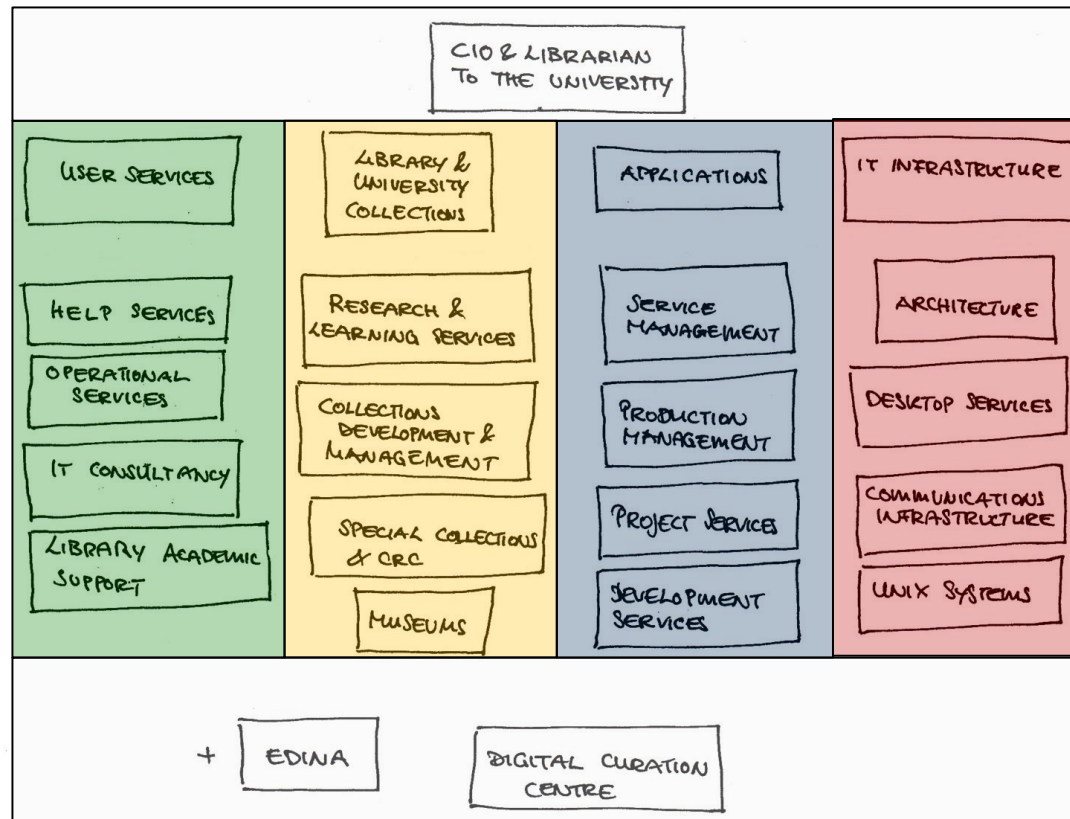 CIO & LIBRARIAN
TO THE UNIVERSITY
USER SERVICES
HELP SERVICES
OPERATIONAL
SERVICES
IT CONSULTANCY
LIBRARY ACADEMIC
SUPPORT
LIBRARY &
UNIVERSITY
COLLECTIONS
RESEARCH &
LEARNING SERVICES
COLLECTIONS
DEVELOPMENT &
MANAGEMENT
SPECIAL COLLECTIONS
& CRC
MUSEUMS
APPLICATIONS
SERVICE
MANAGEMENT
PRODUCTION
MANAGEMENT
PROJECT SERVICES
DEVELOPMENT
SERVICES
IT INFRASTRUCTURE
ARCHITECTURE
DESKTOP SERVICES
COMMUNICATIONS
INFRASTRUCTURE
UNIX SYSTEMS
+ EDINA
DIGITAL CURATION
CENTRE